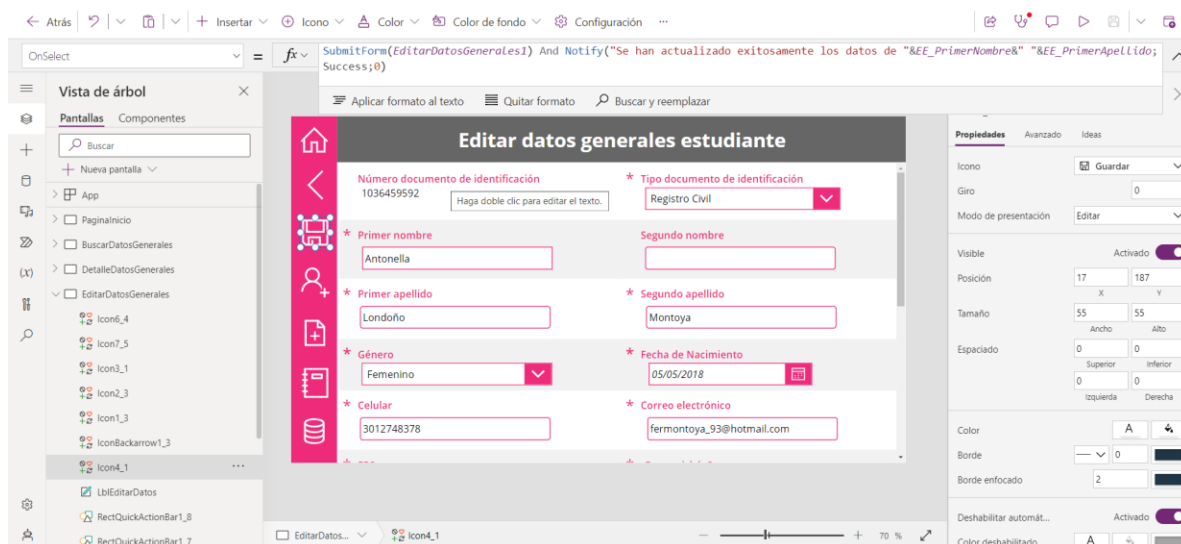 Atrás
Insertar
Icono
Color
Color de fondo
Configuración
OnSelect
=
fx
SubmitForm(EditarDatosGenerales1) And Notify("Se han actualizado exitosamente los datos de "&EE_PrimerNombre&" "&EE_PrimerApellido;
Success;0)
Aplicar formato al texto
Quitar formato
Buscar y reemplazar
Vista de árbol
Pantallas
Componentes
Buscar
Nueva pantalla
App
PaginaInicio
BuscarDatosGenerales
DetalleDatosGenerales
EditarDatosGenerales
Icon6_4
Icon7_5
Icon3_1
Icon2_3
Icon1_3
IconBackarrow1_3
Icon4_1
LblEditarDatos
RectQuickActionBar1_8
RectQuickActionBar1_7
Editar datos generales estudiante
Número documento de identificación
1036459592
Haga doble clic para editar el texto.
* Tipo documento de identificación
Registro Civil
* Primer nombre
Antonella
Segundo nombre
* Primer apellido
Londoño
* Segundo apellido
Montoya
* Género
Femenino
* Fecha de Nacimiento
05/05/2018
* Celular
3012748378
* Correo electrónico
fermontoya_93@hotmail.com
EditarDatos...
Icon4_1
70 %
Propiedades
Avanzado
Ideas
Icono
Guardar
Giro
0
Modo de presentación
Editar
Visible
Activado
Posición
17
187
X
Y
Tamaño
55
55
Ancho
Alto
Espaciado
0
0
Superior
Inferior
0
0
Izquierda
Derecha
Color
A
Borde
0
Borde enfocado
2
Deshabilitar automát...
Activado
Color deshabilitado
A